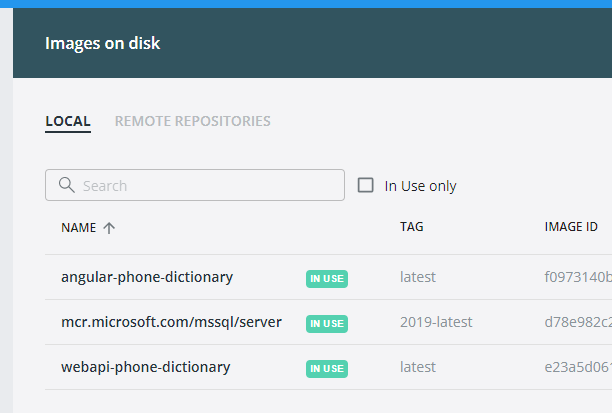 Images on disk
LOCAL REMOTE REPOSITORIES
Search In Use only
NAME TAG IMAGE ID
angular-phone-dictionary IN USE latest f0973140b
mcr.microsoft.com/mssql/server IN USE 2019-latest d78e982c2
webapi-phone-dictionary IN USE latest e23a5d061